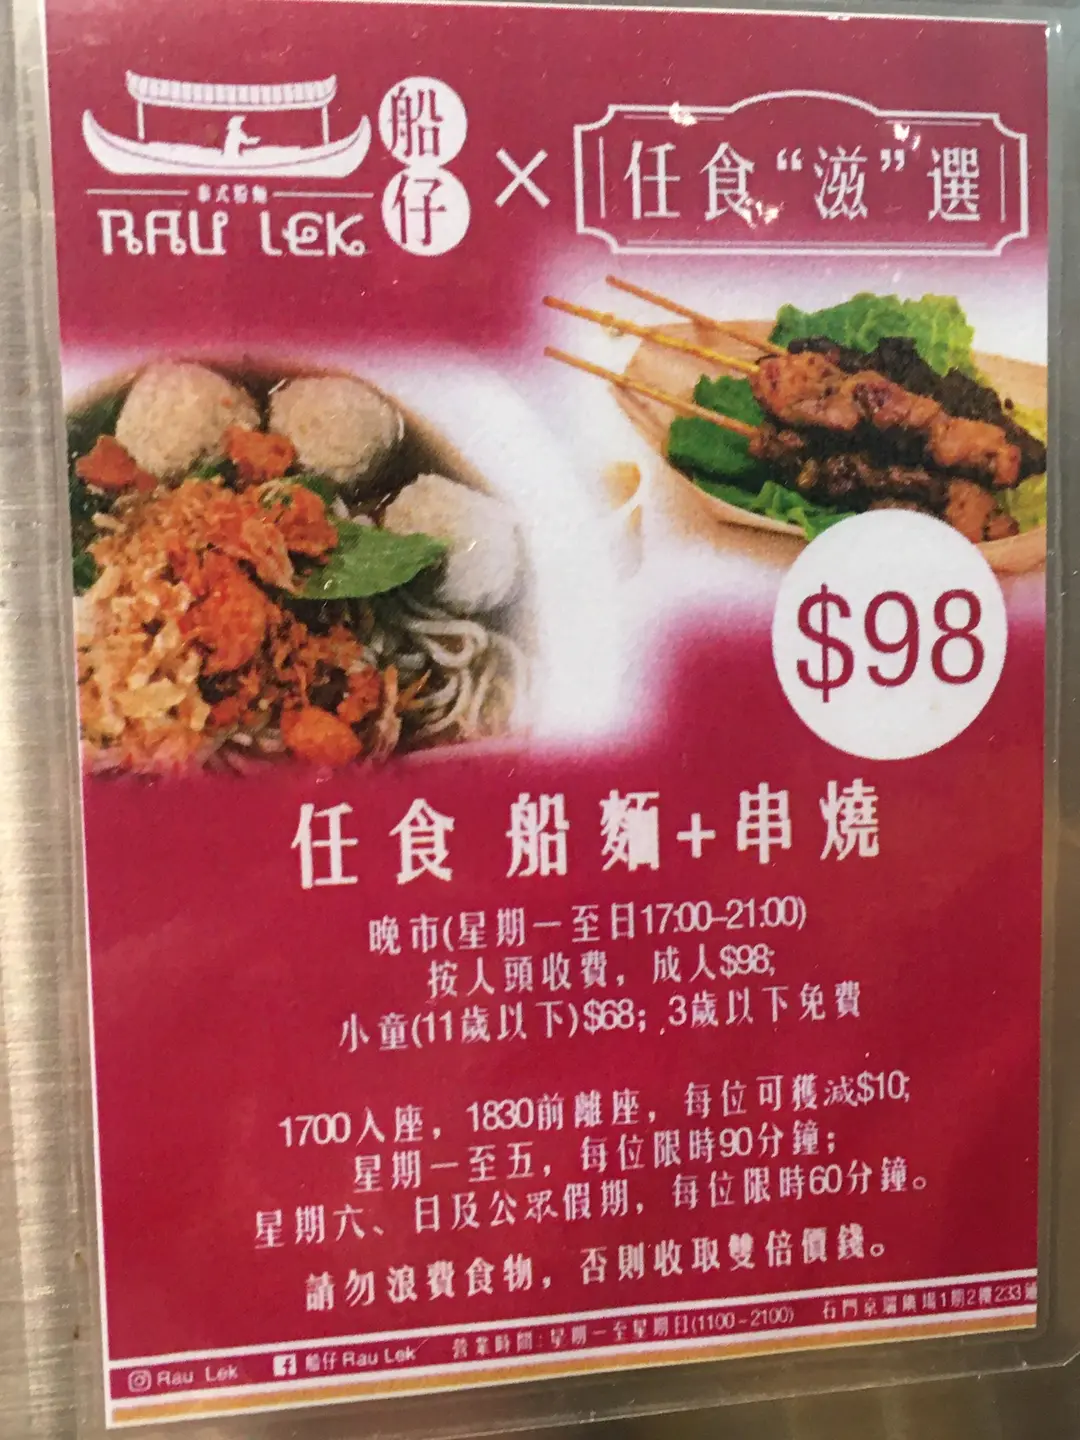 船仔
泰式粉麵
RAU LEK
×
任食“滋”選
$98
任食 船麵+串燒
晚市(星期一至日17:00-21:00)
按人頭收費，成人$98;
小童(11歲以下)$68；3歲以下免費
1700入座，1830前離座，每位可獲減$10;
星期一至五，每位限時90分鐘；
星期六、日及公眾假期，每位限時60分鐘。
請勿浪費食物，否則收取雙倍價錢。
Rau Lek 船仔 Rau Lek 營業時間：星期一至星期日(1100-2100) 石門京瑞廣場1期2樓233舖